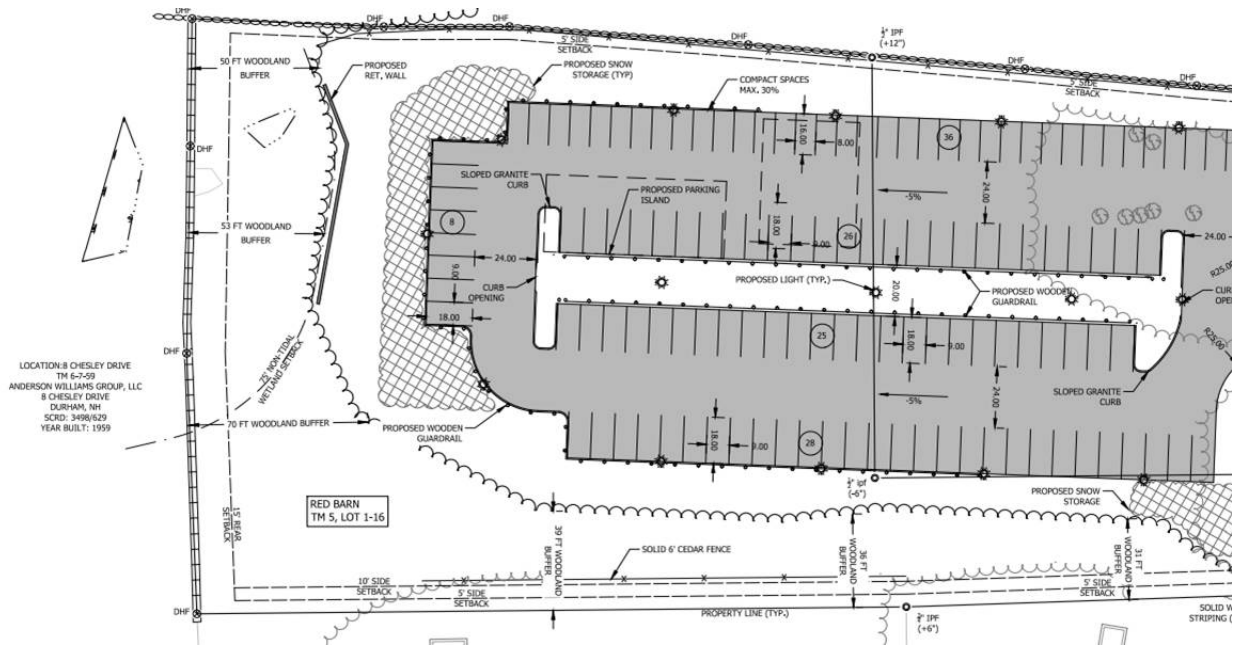 DHF
DHF
DHF
DHF
½" IPF
(+12")
5' SIDE
SETBACK
50 FT WOODLAND
BUFFER
PROPOSED
RET. WALL
PROPOSED SNOW
STORAGE (TYP)
COMPACT SPACES
MAX. 30%
5' SIDE
SETBACK
16.00
8.00
36
DHF
SLOPED GRANITE
CURB
PROPOSED PARKING
ISLAND
24.00
-5%
8
18.00
9.00
26
53 FT WOODLAND
BUFFER
24.00
24.00
R25.00
9.00
CURB
OPENING
PROPOSED LIGHT (TYP.)
20.00
PROPOSED WOODEN
GUARDRAIL
CUR
OPE
18.00
25
18.00
9.00
R25.00
DHF
75' NON-TIDAL
WETLAND SETBACK
LOCATION:8 CHESLEY DRIVE
TM 6-7-59
ANDERSON WILLIAMS GROUP, LLC
8 CHESLEY DRIVE
DURHAM, NH
SCRD: 3498/629
YEAR BUILT: 1959
SLOPED GRANITE
CURB
-5%
24.00
70 FT WOODLAND BUFFER
PROPOSED WOODEN
GUARDRAIL
18.00
9.00
28
½" ipf
(-6")
PROPOSED SNOW
STORAGE
RED BARN
TM 5, LOT 1-16
15' REAR
SETBACK
SOLID 6' CEDAR FENCE
39 FT WOODLAND
BUFFER
36 FT
WOODLAND
BUFFER
31 FT
WOODLAND
BUFFER
10' SIDE
SETBACK
5' SIDE
SETBACK
5' SIDE
SETBACK
DHF
PROPERTY LINE (TYP.)
IPF
(+6")
SOLID W
STRIPING (